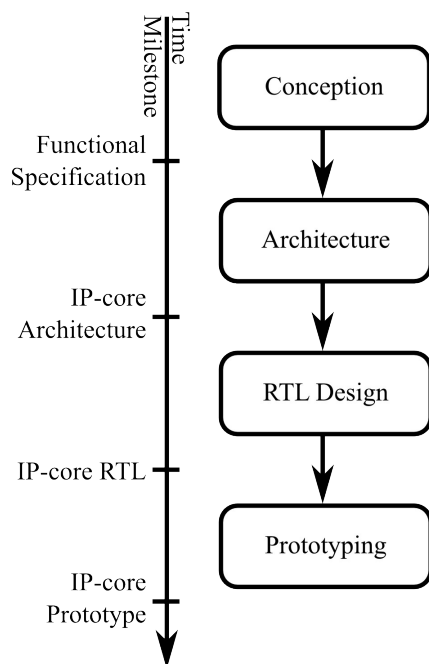 Time
Milestone
Conception
Functional
Specification
Architecture
IP-core
Architecture
RTL Design
IP-core RTL
Prototyping
IP-core
Prototype